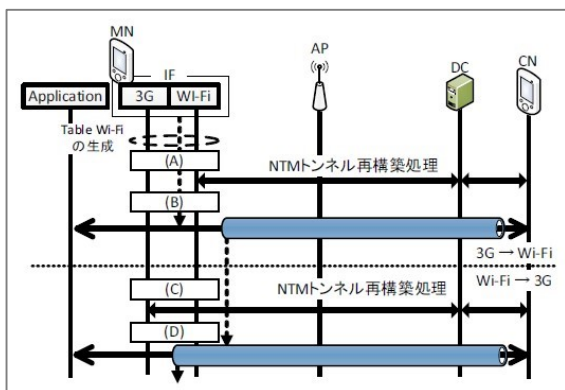 MN
IF
AP
DC
CN
Application
3G
WI-Fi
Table Wi-Fi
の生成
(A)
NTMトンネル再構築処理
(B)
3G → Wi-Fi
Wi-Fi → 3G
(C)
NTMトンネル再構築処理
(D)